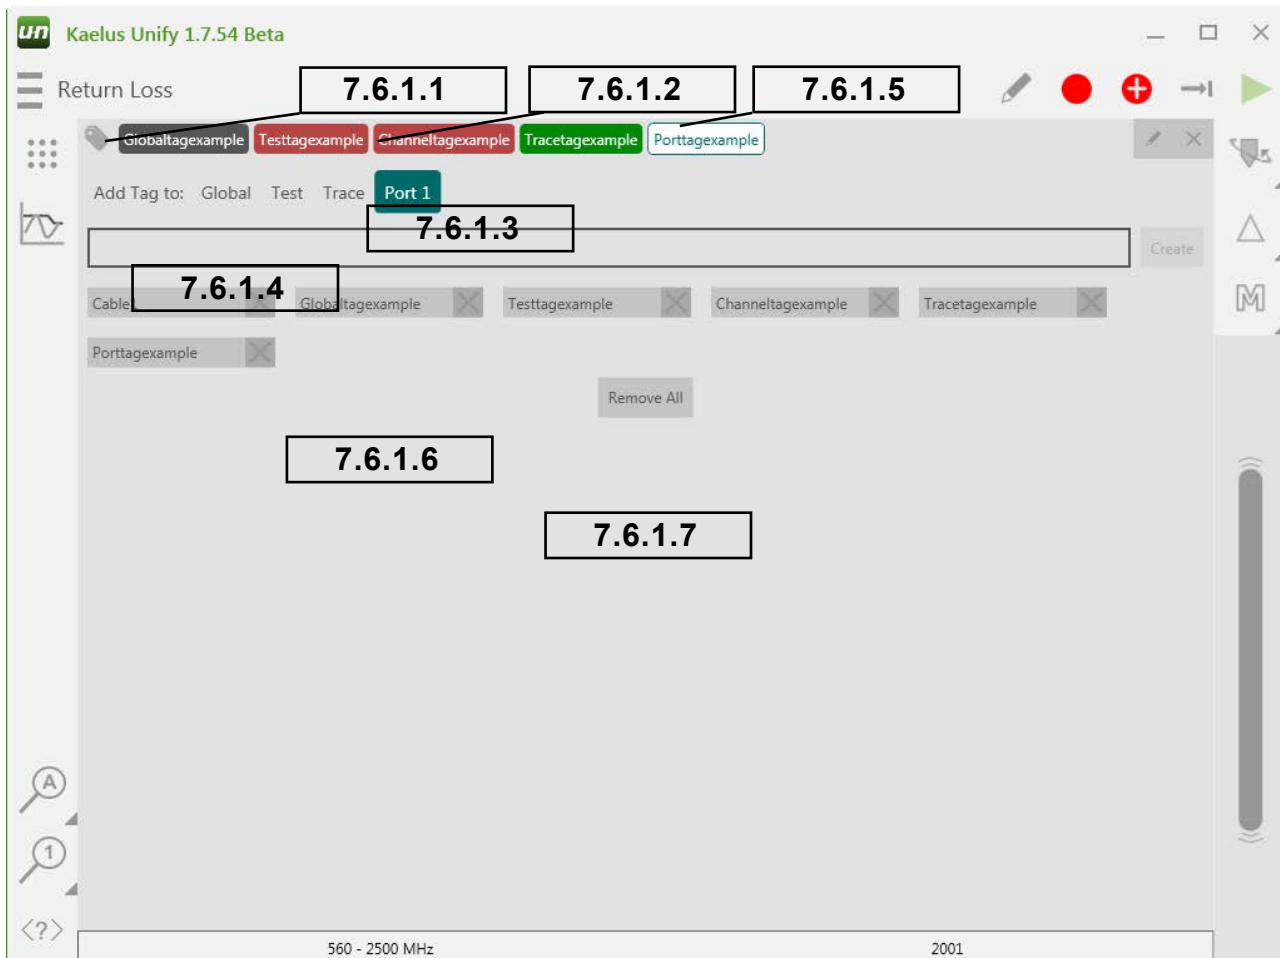 un Kaelus Unify 1.7.54 Beta
Return Loss 7.6.1.1 7.6.1.2 7.6.1.5
Globaltagexample Testtagexample Channeltagexample Tracetagexample Porttagexample
Add Tag to: Global Test Trace Port 1
7.6.1.3
Create
7.6.1.4
Cable Globaltagexample Testtagexample Channeltagexample Tracetagexample
M
Porttagexample
Remove All
7.6.1.6
7.6.1.7
A
1
<?>
560 - 2500 MHz 2001